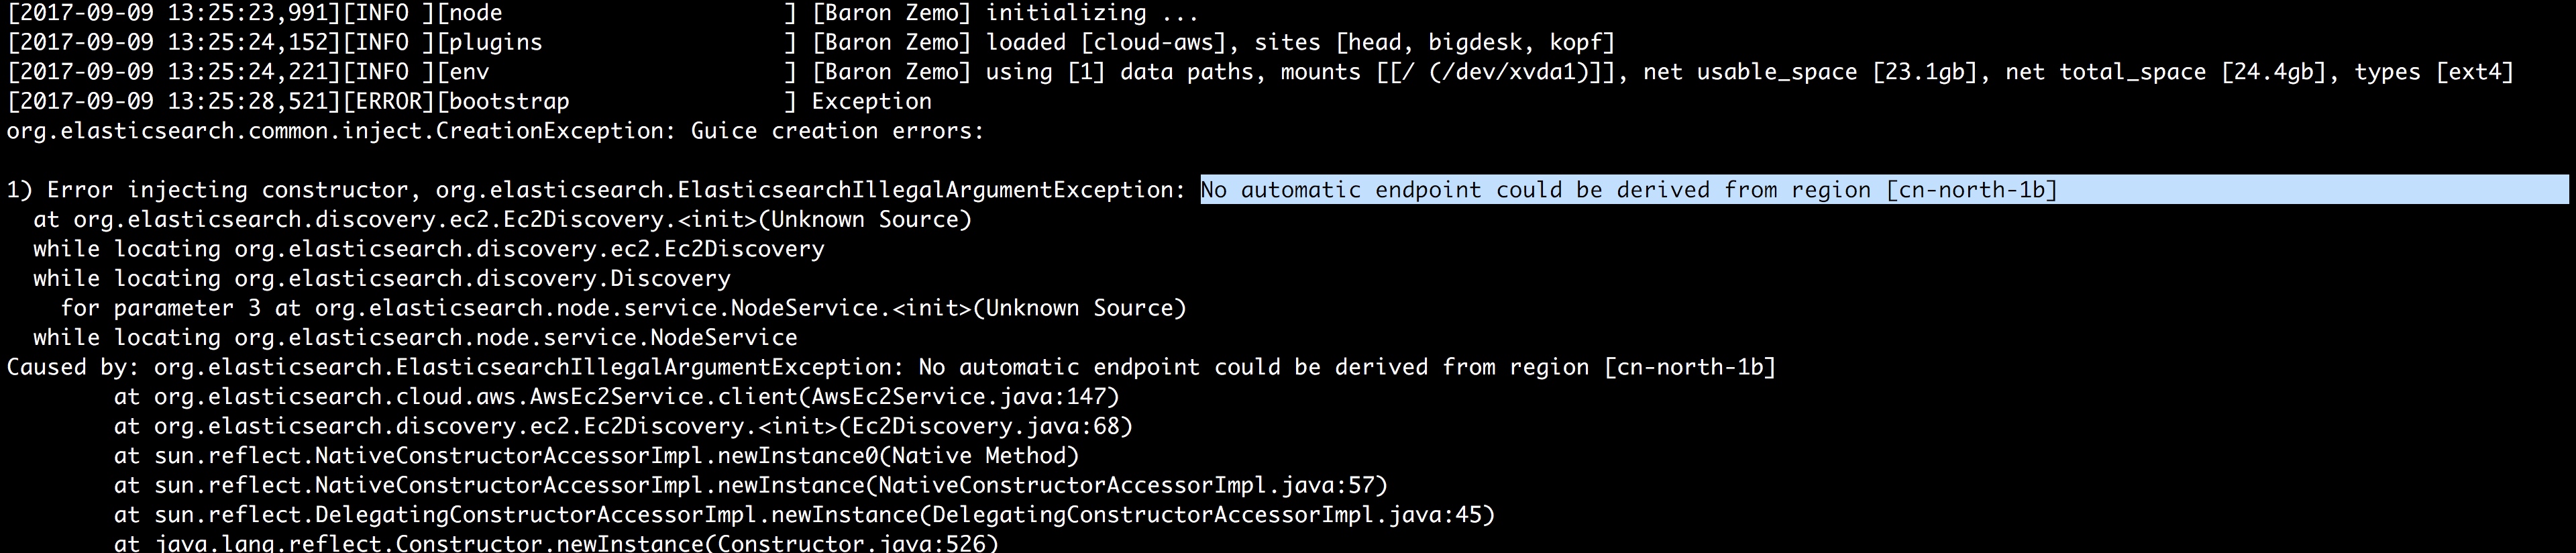 [2017-09-09 13:25:23,991][INFO ][node                     ] [Baron Zemo] initializing ...
[2017-09-09 13:25:24,152][INFO ][plugins                  ] [Baron Zemo] loaded [cloud-aws], sites [head, bigdesk, kopf]
[2017-09-09 13:25:24,221][INFO ][env                      ] [Baron Zemo] using [1] data paths, mounts [[/ (/dev/xvda1)]], net usable_space [23.1gb], net total_space [24.4gb], types [ext4]
[2017-09-09 13:25:28,521][ERROR][bootstrap                ] Exception
org.elasticsearch.common.inject.CreationException: Guice creation errors:

1) Error injecting constructor, org.elasticsearch.ElasticsearchIllegalArgumentException: No automatic endpoint could be derived from region [cn-north-1b]
  at org.elasticsearch.discovery.ec2.Ec2Discovery.<init>(Unknown Source)
  while locating org.elasticsearch.discovery.ec2.Ec2Discovery
  while locating org.elasticsearch.discovery.Discovery
    for parameter 3 at org.elasticsearch.node.service.NodeService.<init>(Unknown Source)
  while locating org.elasticsearch.node.service.NodeService
Caused by: org.elasticsearch.ElasticsearchIllegalArgumentException: No automatic endpoint could be derived from region [cn-north-1b]
        at org.elasticsearch.cloud.aws.AwsEc2Service.client(AwsEc2Service.java:147)
        at org.elasticsearch.discovery.ec2.Ec2Discovery.<init>(Ec2Discovery.java:68)
        at sun.reflect.NativeConstructorAccessorImpl.newInstance0(Native Method)
        at sun.reflect.NativeConstructorAccessorImpl.newInstance(NativeConstructorAccessorImpl.java:57)
        at sun.reflect.DelegatingConstructorAccessorImpl.newInstance(DelegatingConstructorAccessorImpl.java:45)
        at java.lang.reflect.Constructor.newInstance(Constructor.java:526)